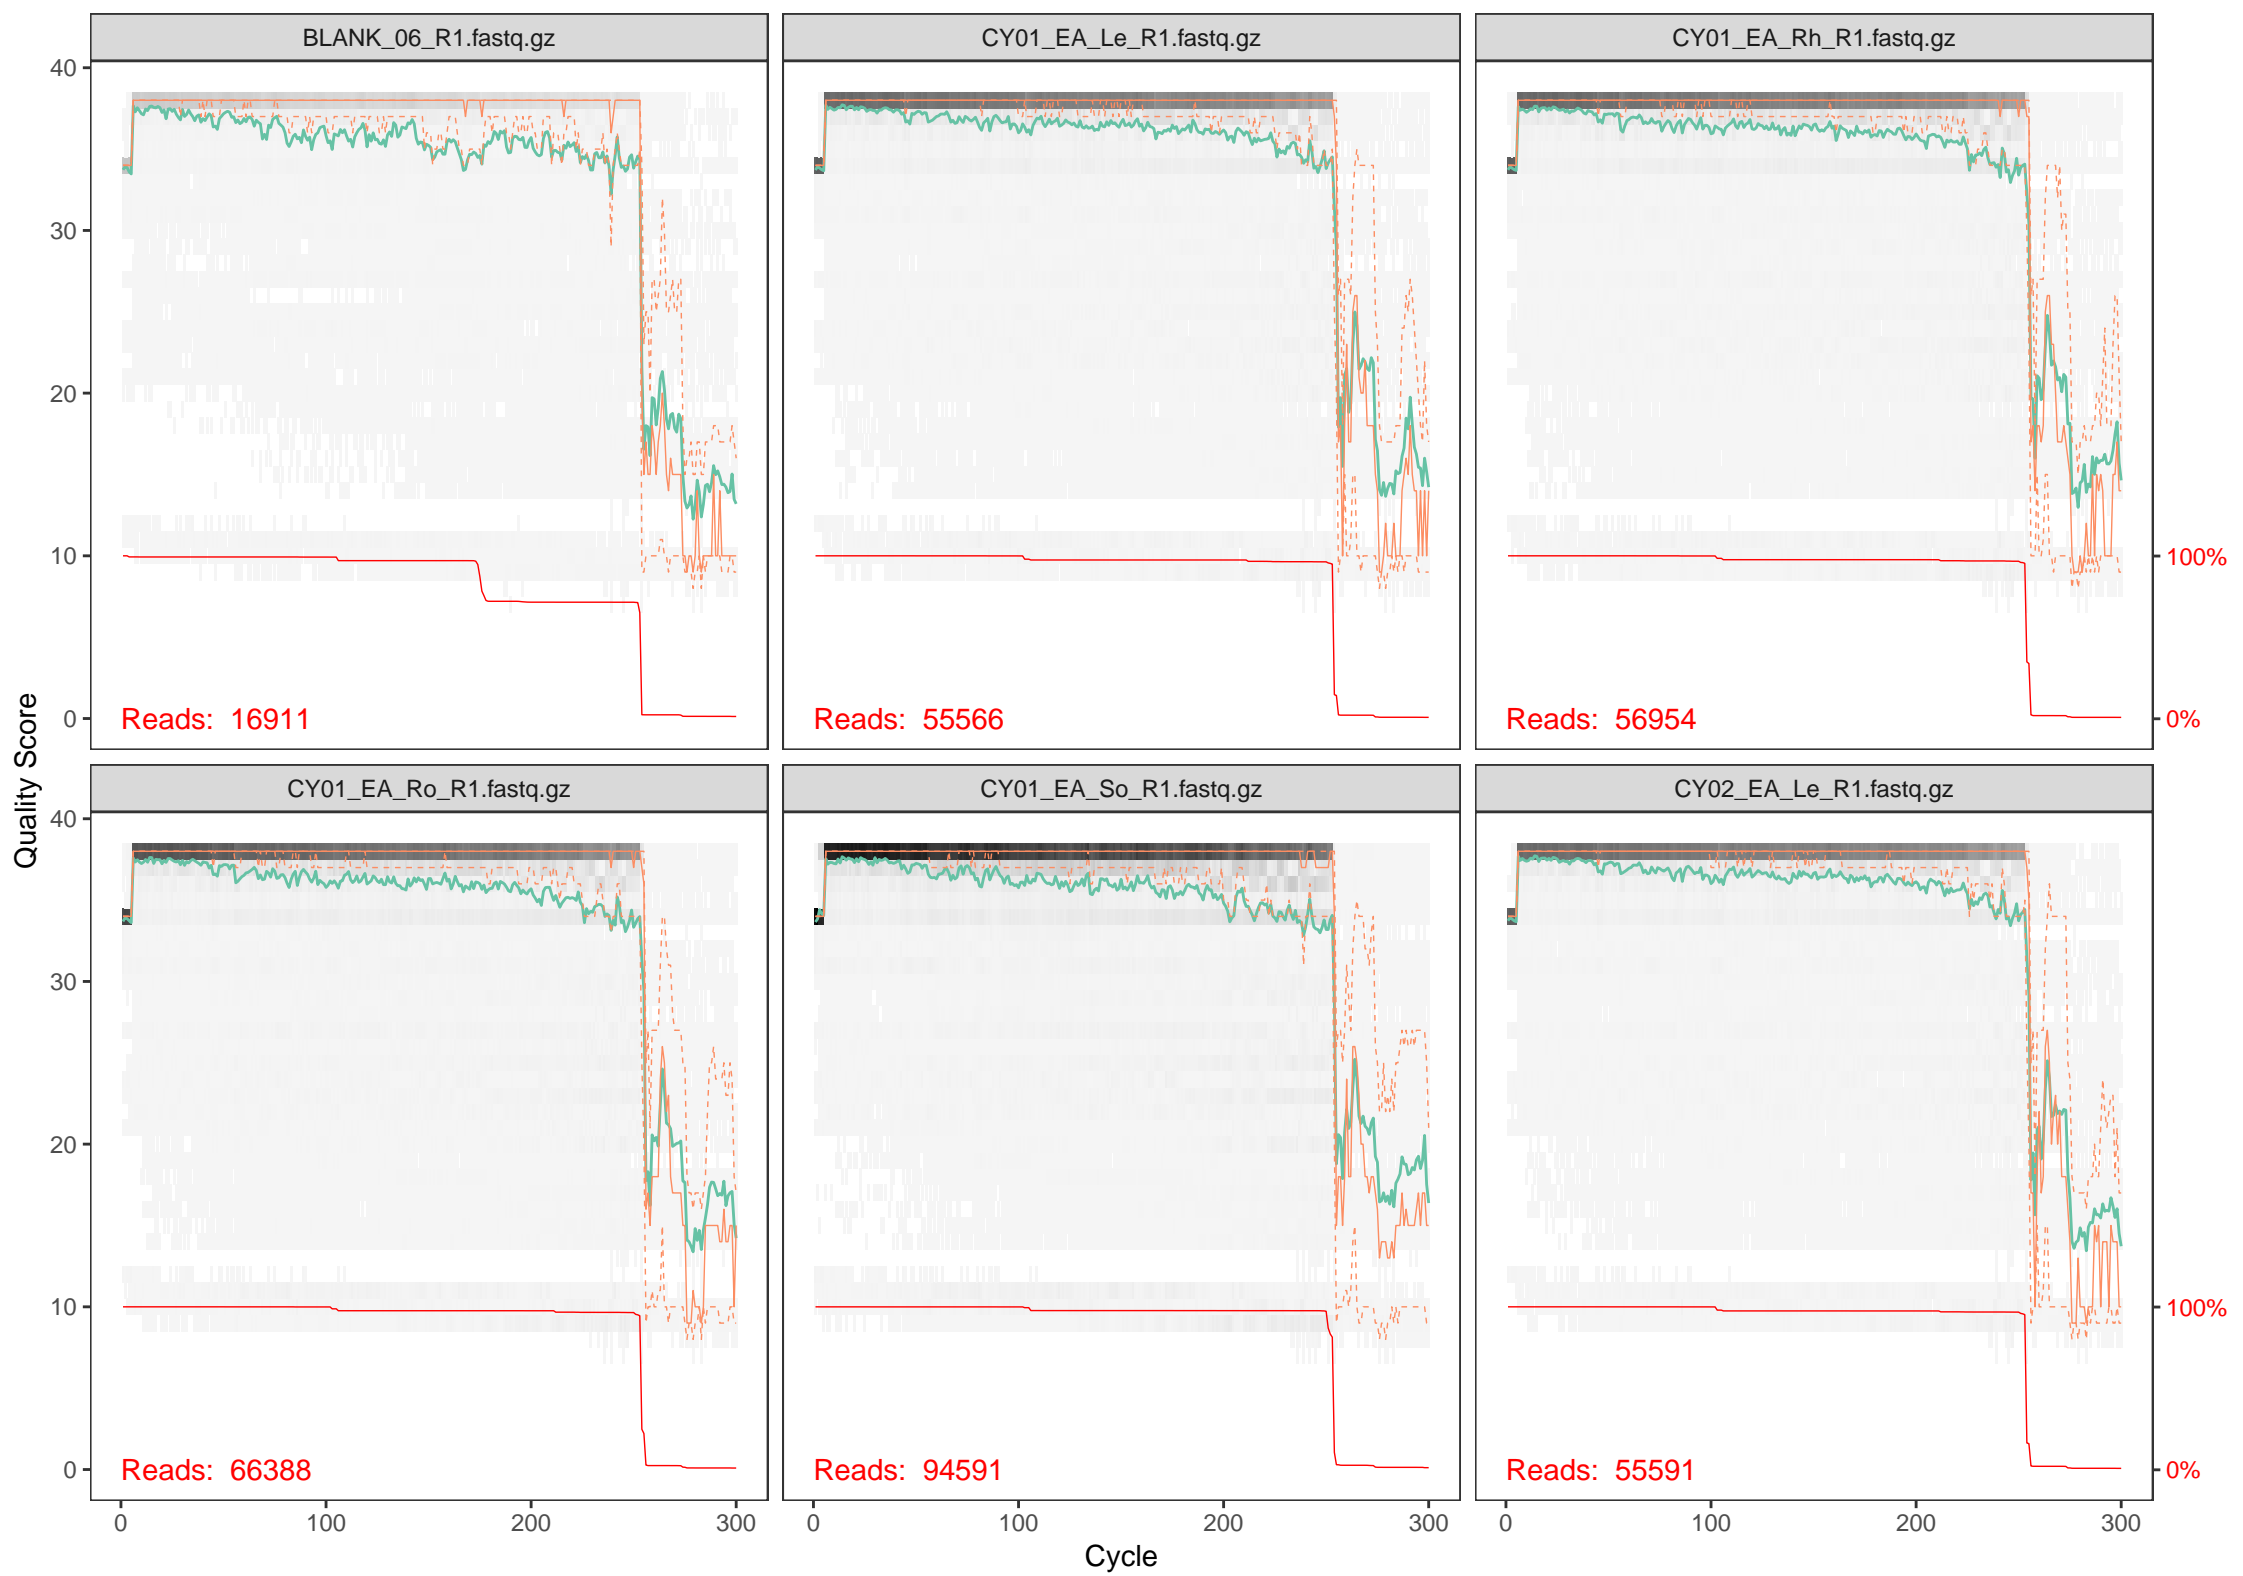 BLANK_06_R1.fastq.gz
CY01_EA_Le_R1.fastq.gz
CY01_EA_Rh_R1.fastq.gz
40
30
20
10
0
Reads: 16911
Reads: 55566
Reads: 56954
100%
0%
Quality Score
CY01_EA_Ro_R1.fastq.gz
CY01_EA_So_R1.fastq.gz
CY02_EA_Le_R1.fastq.gz
40
30
20
10
0
Reads: 66388
Reads: 94591
Reads: 55591
100%
0%
0 100 200 300
0 100 200 300
0 100 200 300
Cycle